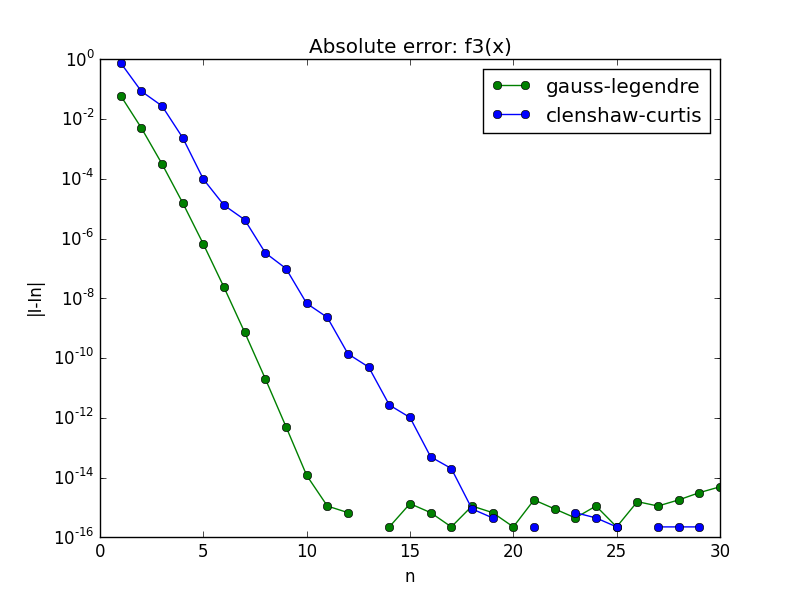 Absolute error: f3(x)
gauss-legendre
clenshaw-curtis
|I-In|
10^0
10^-2
10^-4
10^-6
10^-8
10^-10
10^-12
10^-14
10^-16
0 5 10 15 20 25 30
n